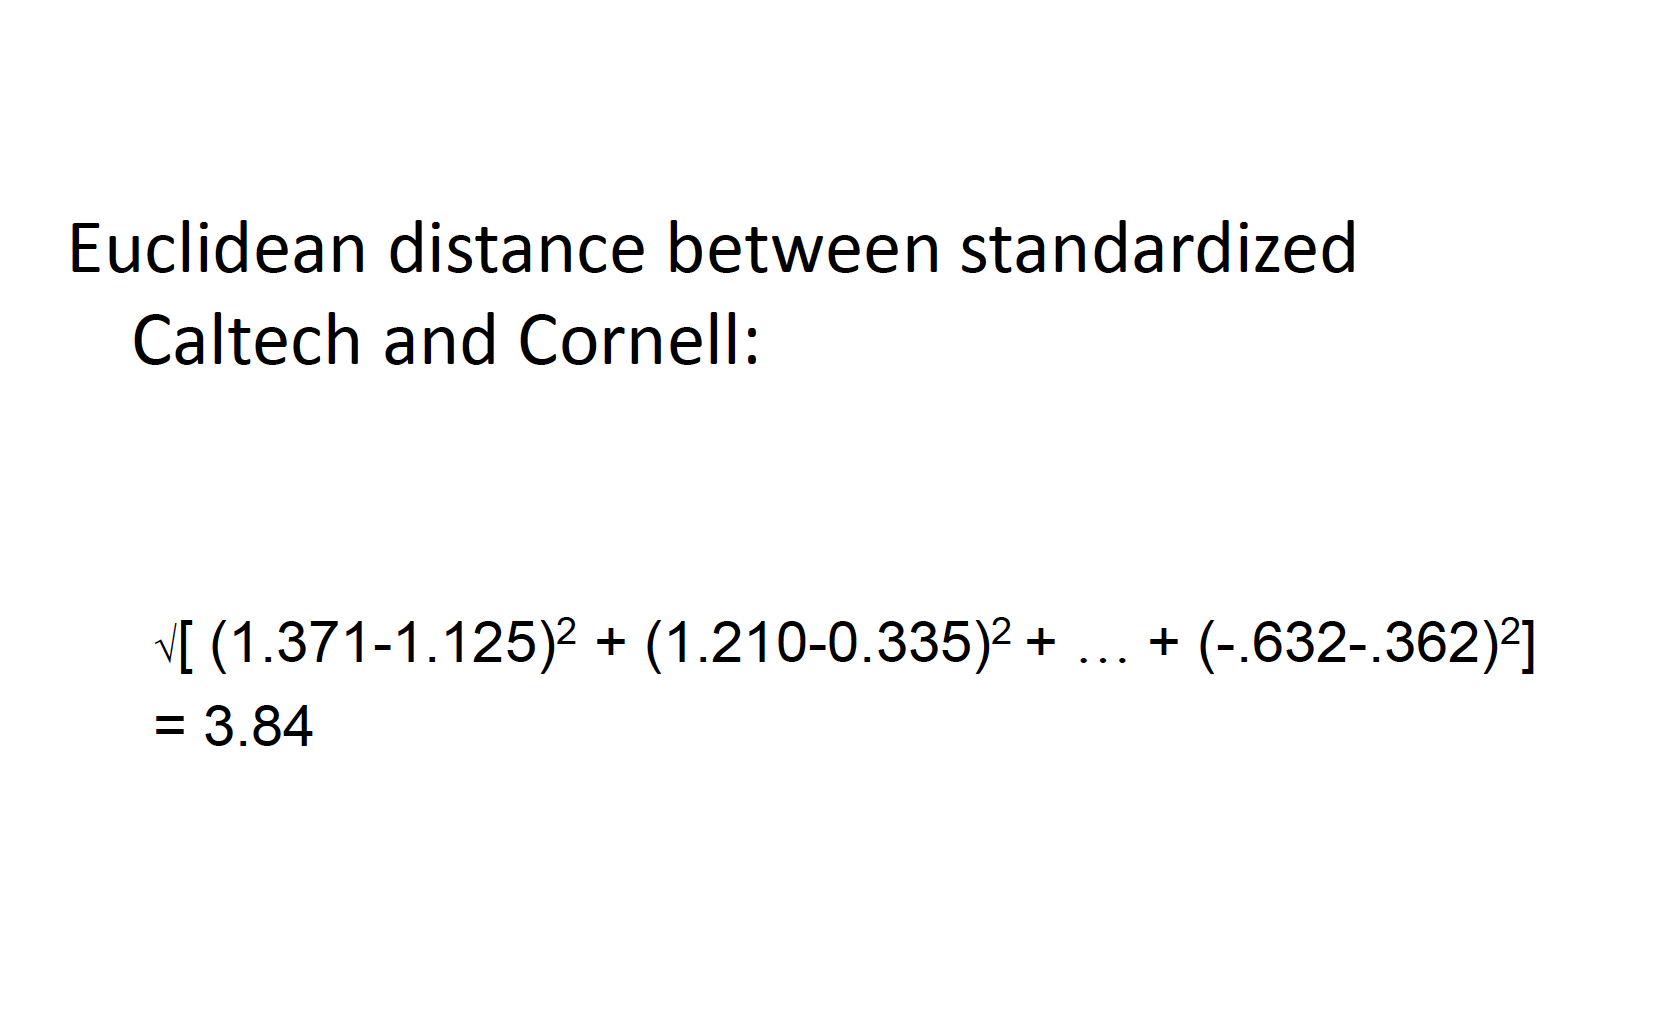 Euclidean distance between standardized
Caltech and Cornell:
√[ (1.371-1.125)² + (1.210-0.335)² + … + (-.632-.362)²]
= 3.84